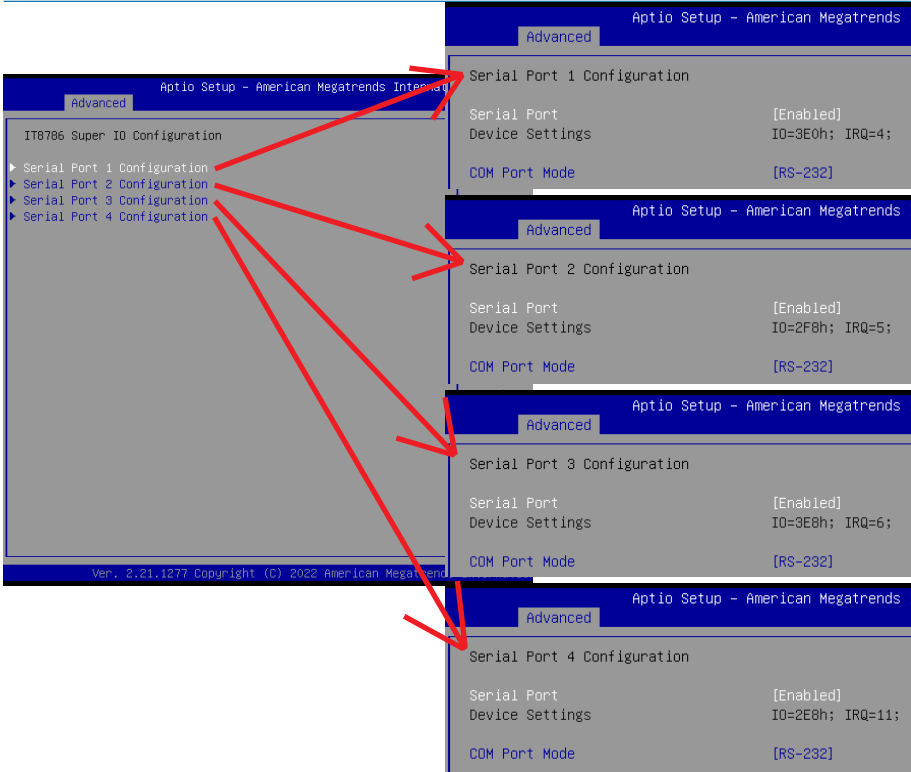 Aptio Setup – American Megatrends Internat
Advanced
IT8786 Super IO Configuration
Serial Port 1 Configuration
Serial Port 2 Configuration
Serial Port 3 Configuration
Serial Port 4 Configuration
Ver. 2.21.1277 Copyright (C) 2022 American Megatrend
Aptio Setup – American Megatrends
Advanced
Serial Port 1 Configuration
Serial Port [Enabled]
Device Settings IO=3E0h; IRQ=4;
COM Port Mode [RS-232]
Aptio Setup – American Megatrends
Advanced
Serial Port 2 Configuration
Serial Port [Enabled]
Device Settings IO=2F8h; IRQ=5;
COM Port Mode [RS-232]
Aptio Setup – American Megatrends
Advanced
Serial Port 3 Configuration
Serial Port [Enabled]
Device Settings IO=3E8h; IRQ=6;
COM Port Mode [RS-232]
Aptio Setup – American Megatrends
Advanced
Serial Port 4 Configuration
Serial Port [Enabled]
Device Settings IO=2E8h; IRQ=11;
COM Port Mode [RS-232]